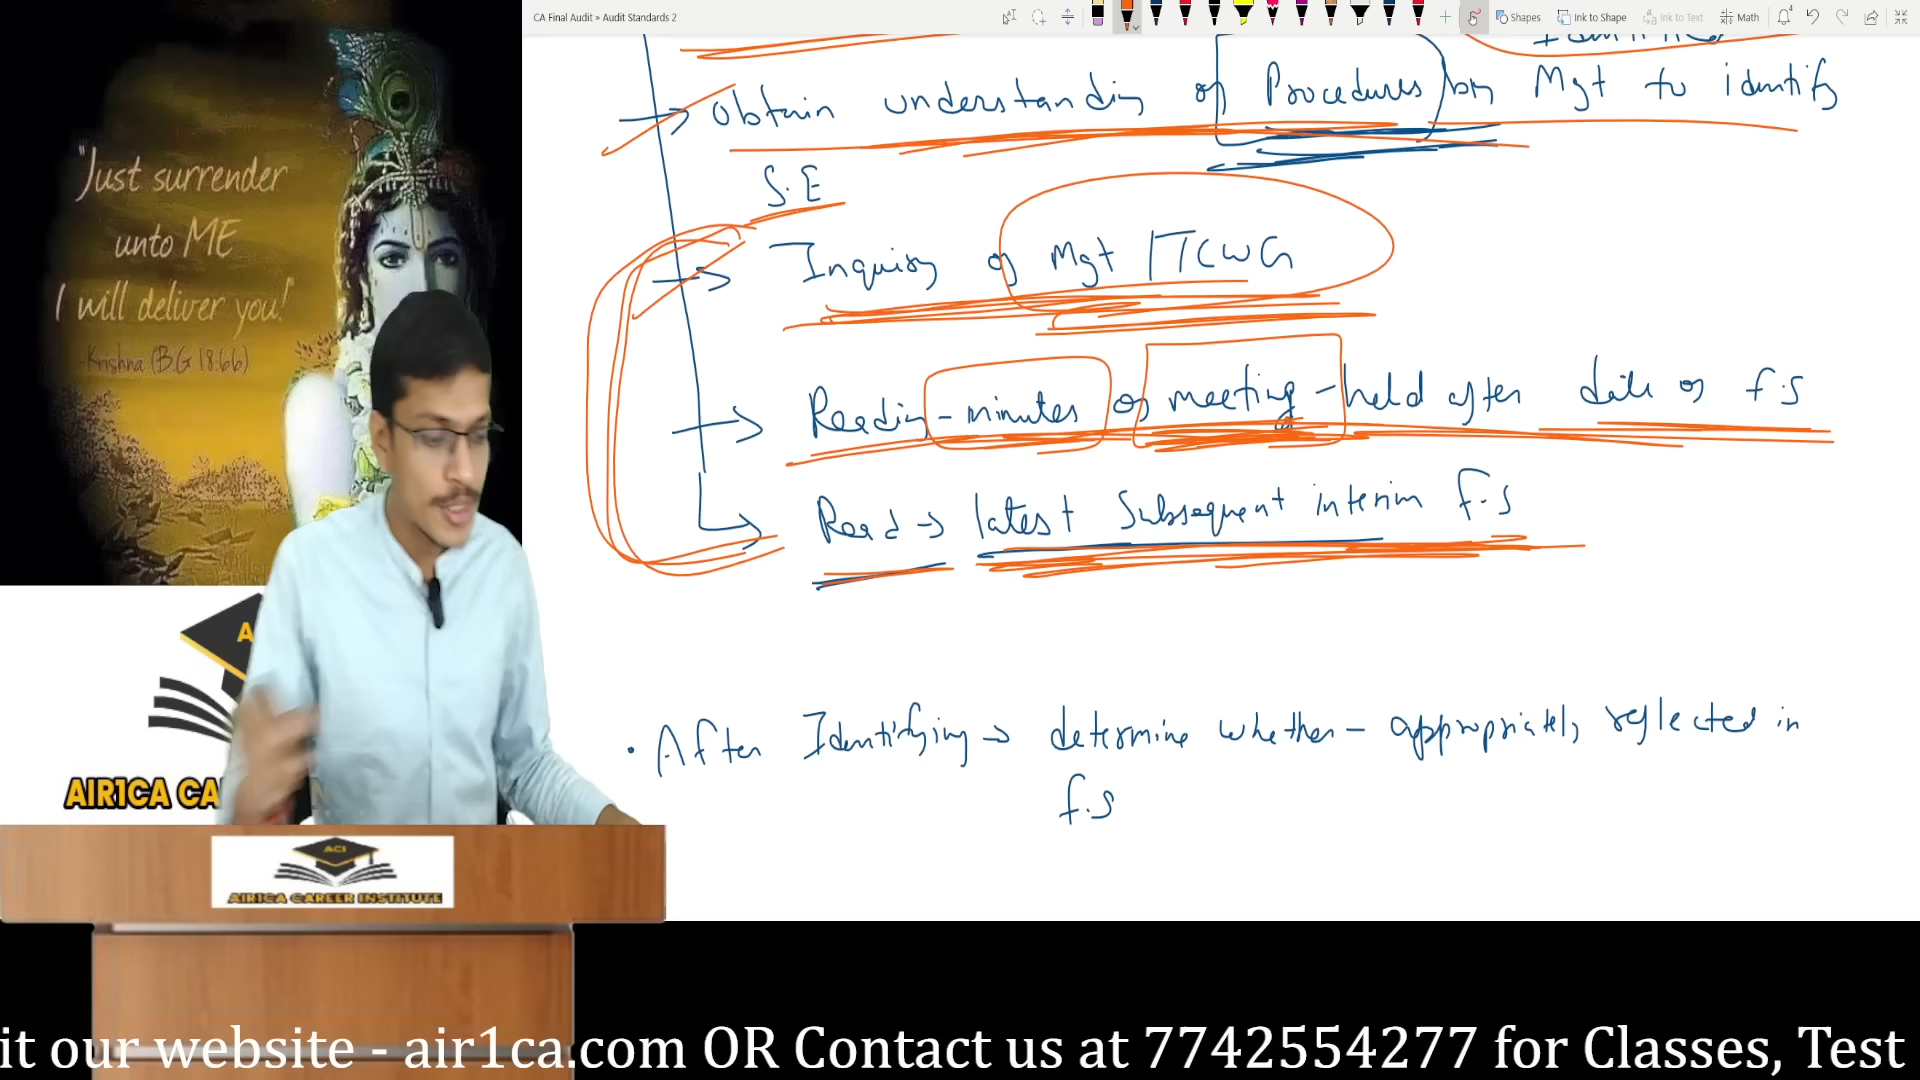 CA Final Audit » Audit Standards 2
Shapes
Ink to Shape
Ink to Text
Math
obtain understanding of Procedures by Mgt to identify
S.E
Inquiry of Mgt / TCWG
Reading - minutes of meeting - held after date of f.s
Read → latest subsequent interim f.s
• After Identifying → determine whether - appropriately reflected in
f.s
"Just surrender
unto ME
I will deliver you!"
- Krishna (B.G 18:66)
AIR1CA CA
ACI
AIR1CA CAREER INSTITUTE
it our website - air1ca.com OR Contact us at 7742554277 for Classes, Test